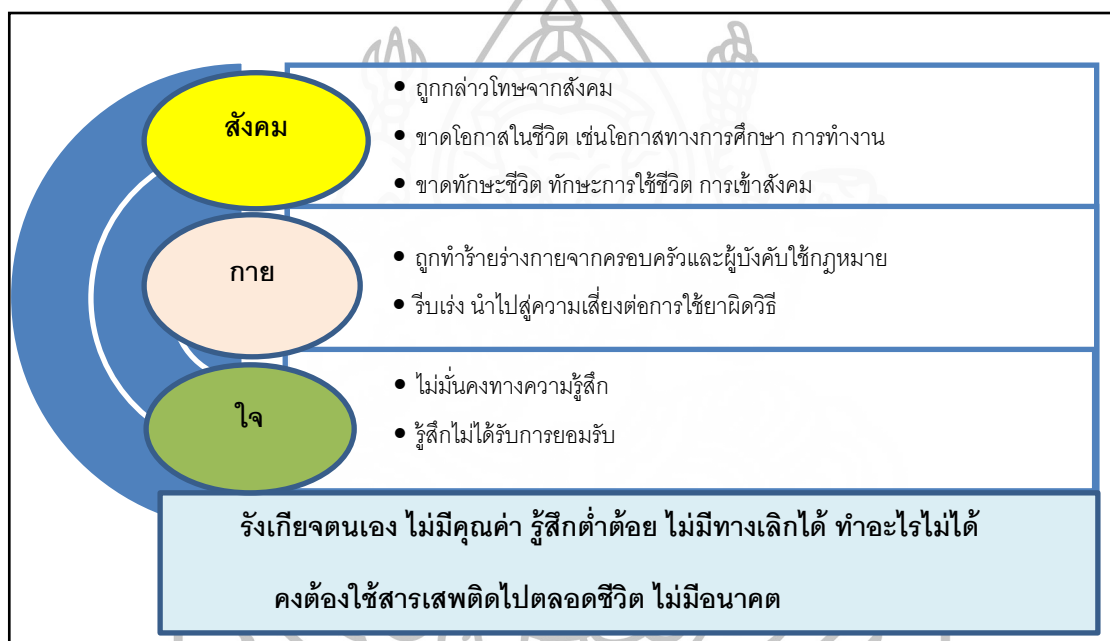 สังคม
• ถูกกล่าวโทษจากสังคม
• ขาดโอกาสในชีวิต เช่นโอกาสทางการศึกษา การทำงาน
• ขาดทักษะชีวิต ทักษะการใช้ชีวิต การเข้าสังคม
กาย
• ถูกทำร้ายร่างกายจากครอบครัวและผู้บังคับใช้กฎหมาย
• รีบเร่ง นำไปสู่ความเสี่ยงต่อการใช้ยาผิดวิธี
ใจ
• ไม่มั่นคงทางความรู้สึก
• รู้สึกไม่ได้รับการยอมรับ
รังเกียจตนเอง ไม่มีคุณค่า รู้สึกต่ำต้อย ไม่มีทางเลิกได้ ทำอะไรไม่ได้
คงต้องใช้สารเสพติดไปตลอดชีวิต ไม่มีอนาคต